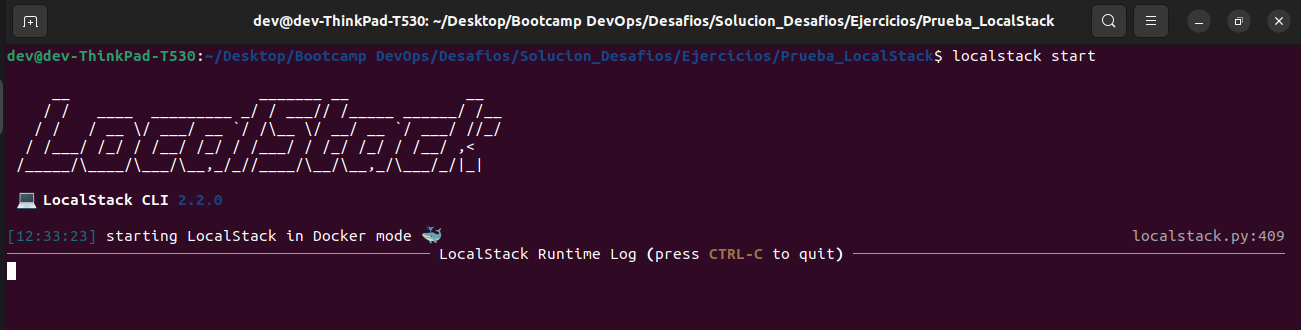 dev@dev-ThinkPad-T530: ~/Desktop/Bootcamp DevOps/Desafios/Solucion_Desafios/Ejercicios/Prueba_LocalStack
dev@dev-ThinkPad-T530:~/Desktop/Bootcamp DevOps/Desafios/Solucion_Desafios/Ejercicios/Prueba_LocalStack$ localstack start
LocalStack
💻 LocalStack CLI 2.2.0
[12:33:23] starting LocalStack in Docker mode 🐳 localstack.py:409
LocalStack Runtime Log (press CTRL-C to quit)